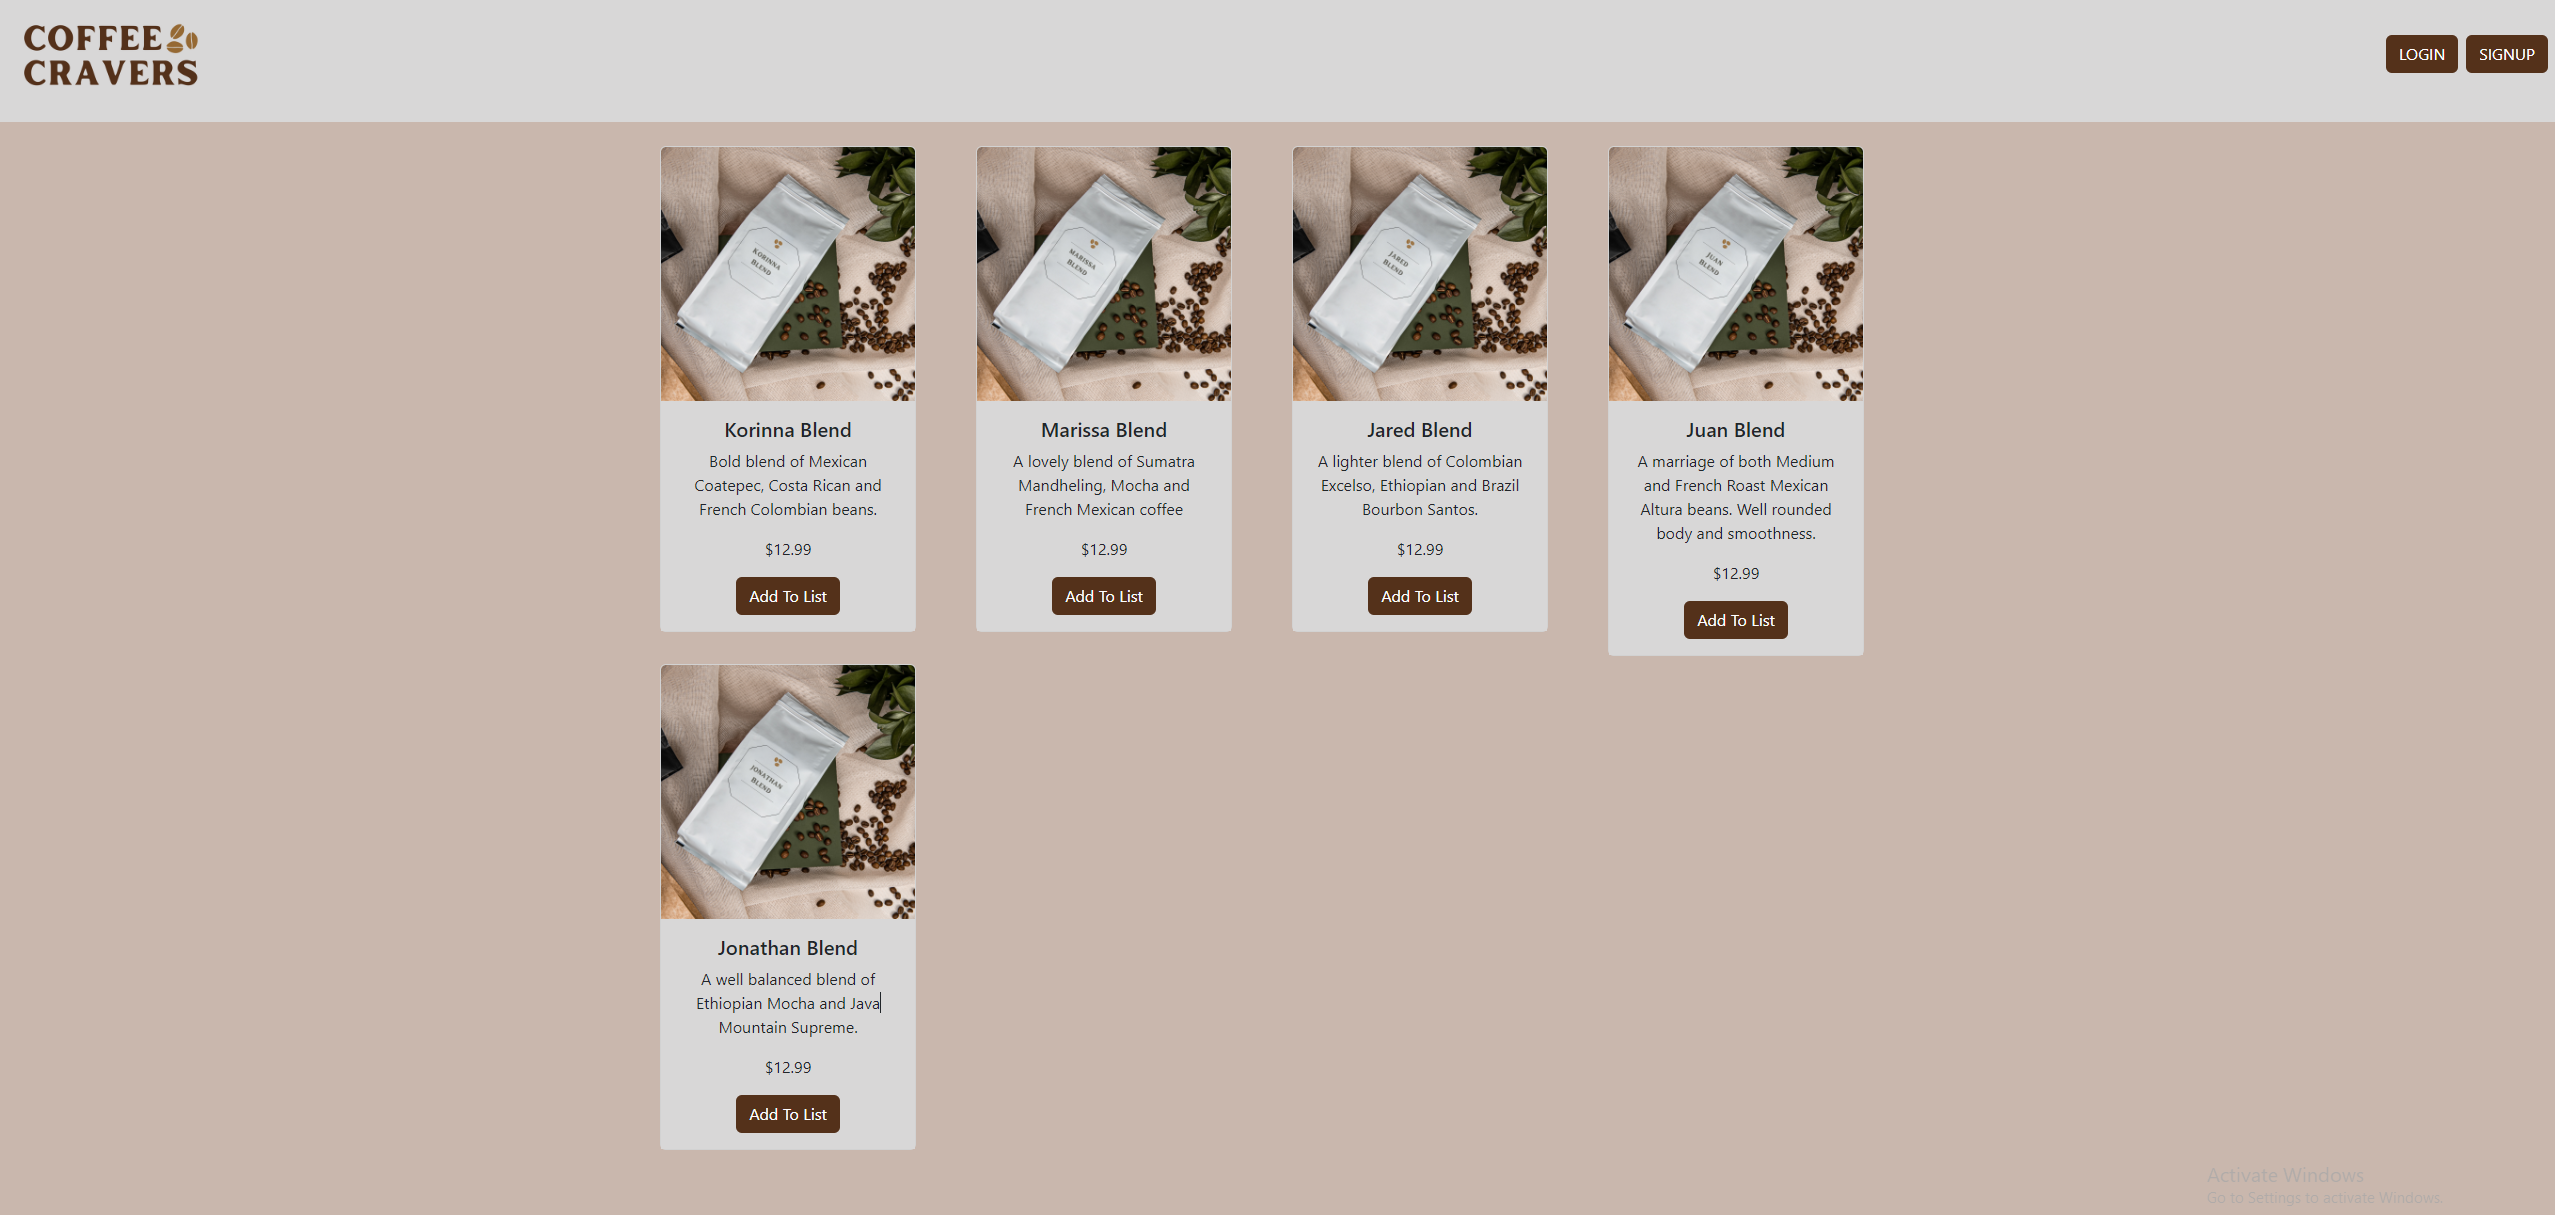 COFFEE
CRAVERS
LOGIN
SIGNUP
KORINNA
BLEND
MARISSA
BLEND
JARED
BLEND
JUAN
BLEND
Korinna Blend
Bold blend of Mexican
Coatepec, Costa Rican and
French Colombian beans.
$12.99
Add To List
Marissa Blend
A lovely blend of Sumatra
Mandheling, Mocha and
French Mexican coffee
$12.99
Add To List
Jared Blend
A lighter blend of Colombian
Excelso, Ethiopian and Brazil
Bourbon Santos.
$12.99
Add To List
Juan Blend
A marriage of both Medium
and French Roast Mexican
Altura beans. Well rounded
body and smoothness.
$12.99
Add To List
JONATHAN
BLEND
Jonathan Blend
A well balanced blend of
Ethiopian Mocha and Java
Mountain Supreme.
$12.99
Add To List
Activate Windows
Go to Settings to activate Windows.